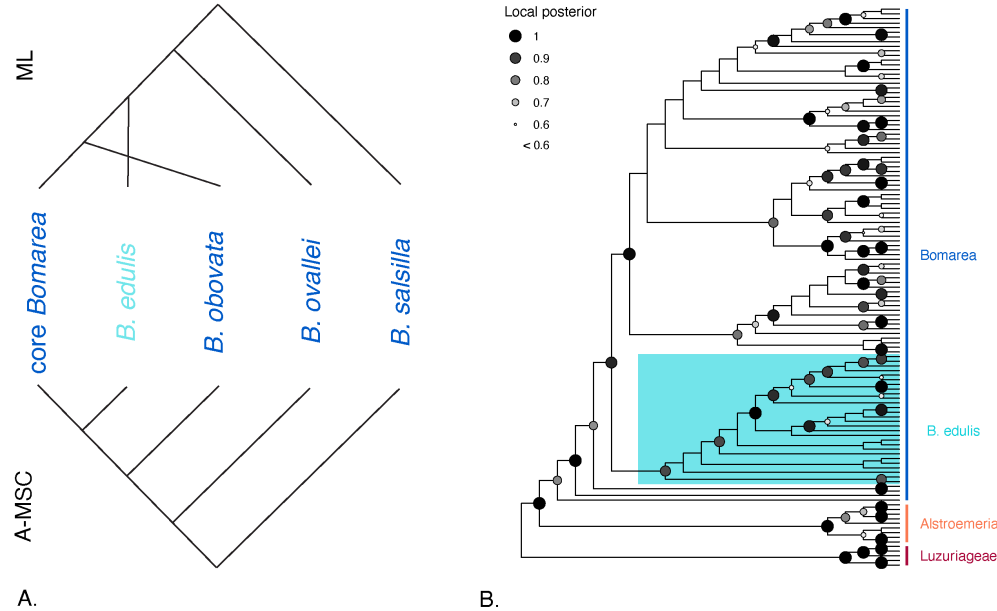 ML
core Bomarea
B. edulis
B. obovata
B. ovallei
B. salsilla
A-MSC
A.
Local posterior
1
0.9
0.8
0.7
0.6
< 0.6
Bomarea
B. edulis
Alstroemeria
Luzuriageae
B.